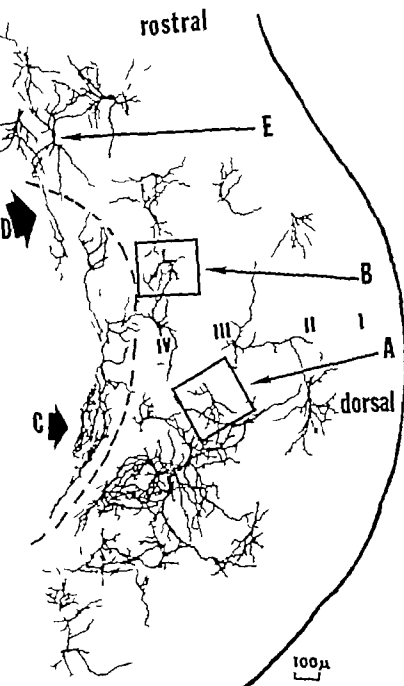 rostral
E
D
B
IV III II I
A
C dorsal
100μ